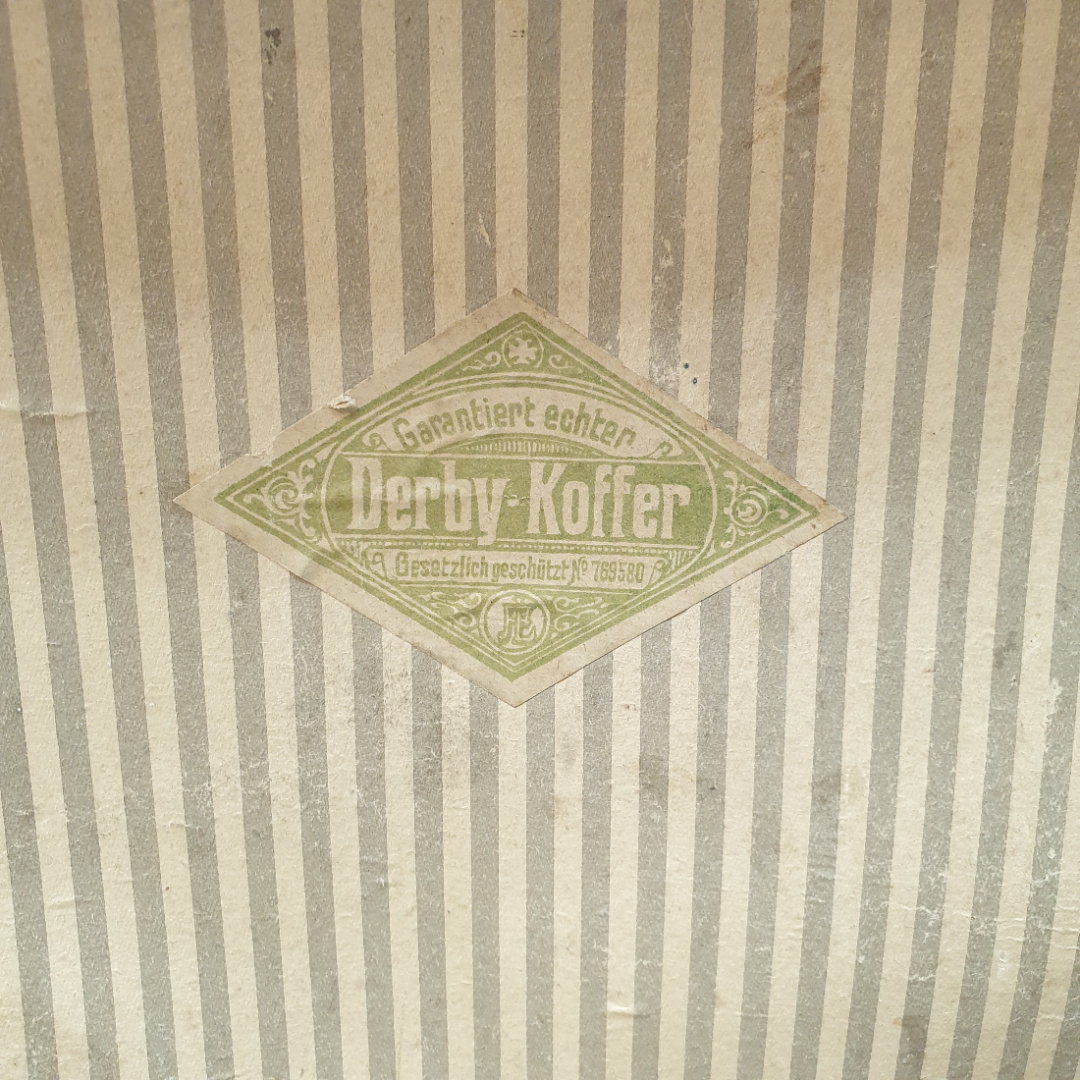 Garantiert echter
Derby-Koffer
Gesetzlich geschützt No 769580
Æ